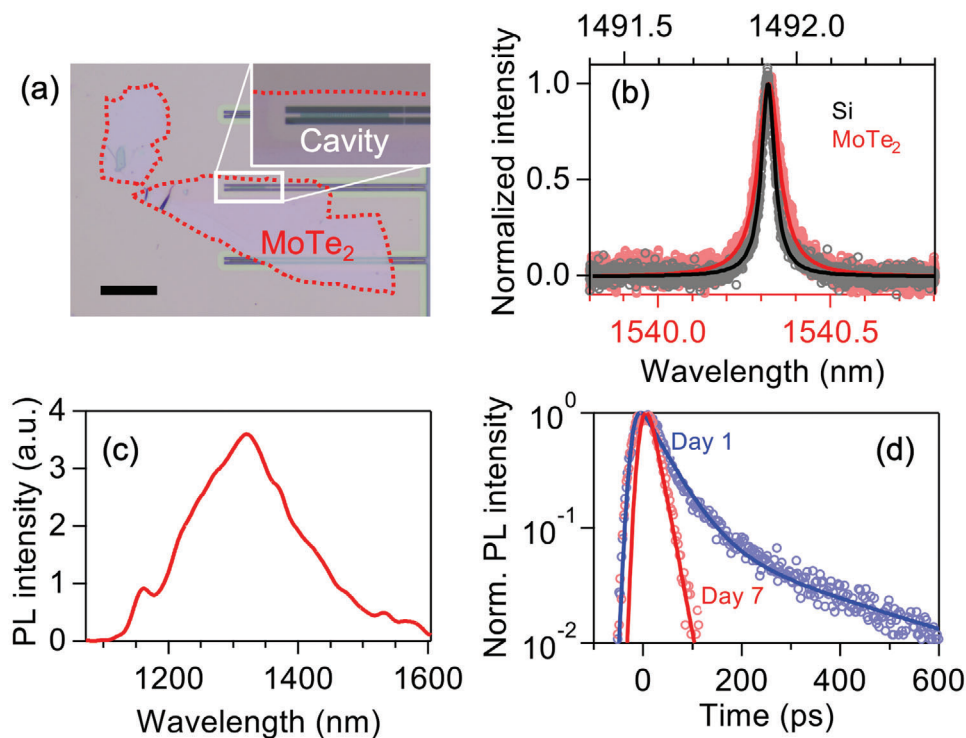 (a)
Cavity
MoTe₂
1491.5 1492.0
(b)
Normalized intensity
1.0
0.5
0.0
Si
MoTe₂
1540.0 1540.5
Wavelength (nm)
(c)
PL intensity (a.u.)
4
3
2
1
0
1200 1400 1600
Wavelength (nm)
(d)
Norm. PL intensity
10⁰
10⁻¹
10⁻²
Day 1
Day 7
0 200 400 600
Time (ps)